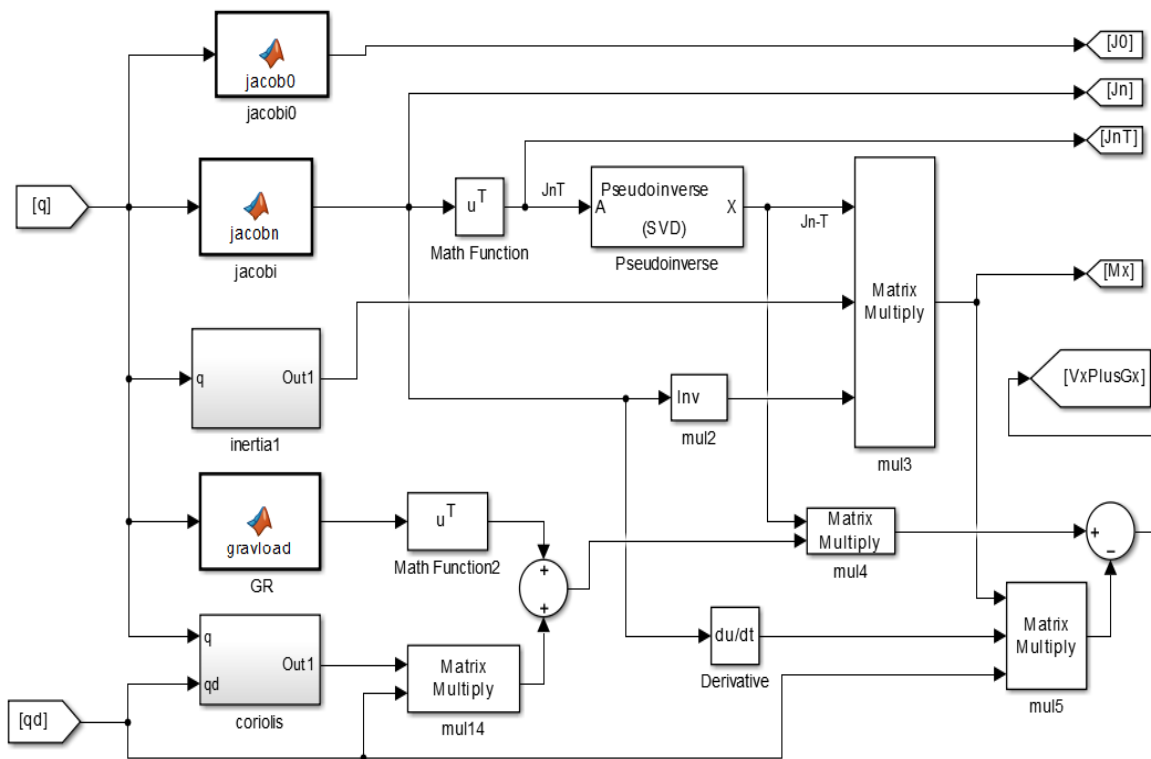 jacob0
jacobi0
[J0]
[Jn]
[JnT]
[q]
jacobn
jacobi
u^T
Math Function
JnT
Pseudoinverse
A
X
(SVD)
Pseudoinverse
Jn-T
Matrix
Multiply
mul3
[Mx]
[VxPlusGx]
q
Out1
inertia1
Inv
mul2
gravload
GR
u^T
Math Function2
+
+
Matrix
Multiply
mul4
+
−
q
qd
Out1
coriolis
Matrix
Multiply
mul14
du/dt
Derivative
Matrix
Multiply
mul5
[qd]